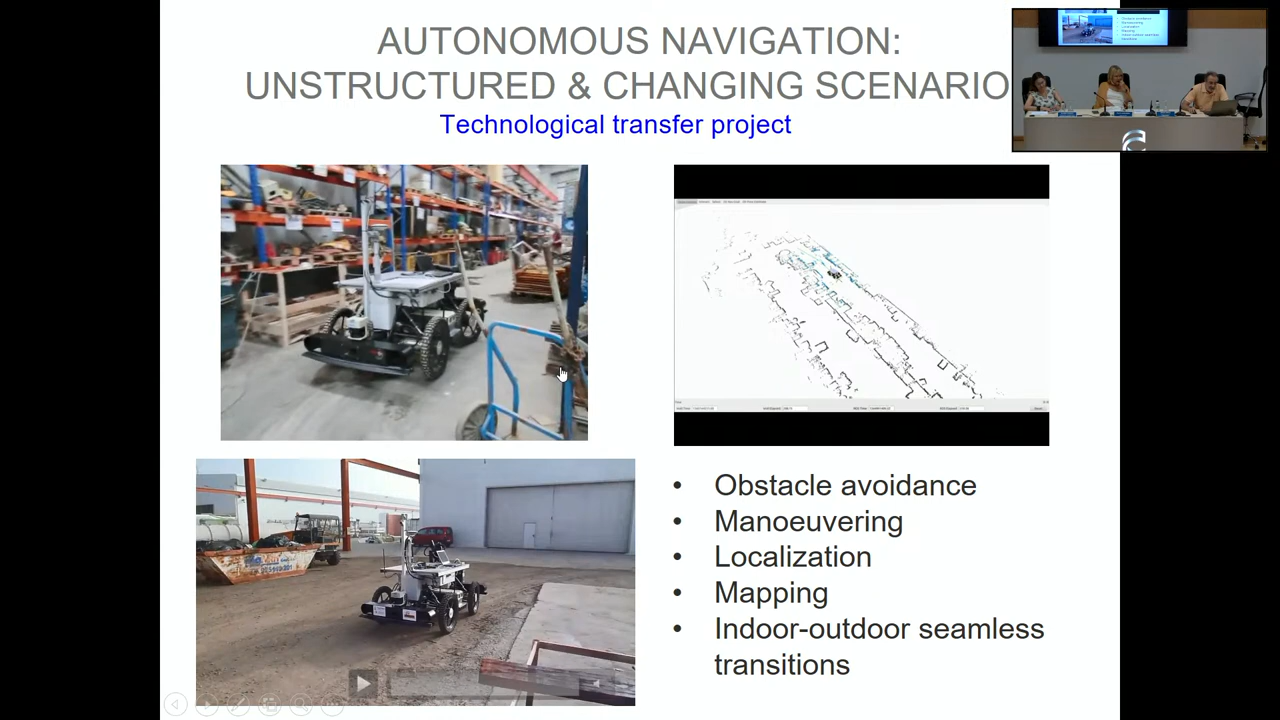 AUTONOMOUS NAVIGATION:
UNSTRUCTURED & CHANGING SCENARIO
Technological transfer project
• Obstacle avoidance
• Manoeuvering
• Localization
• Mapping
• Indoor-outdoor seamless
transitions